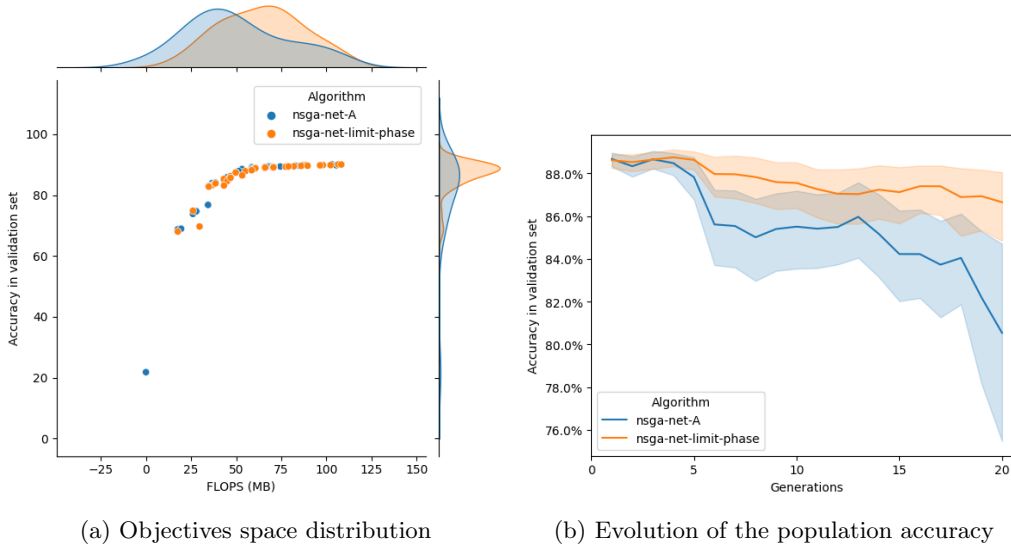 Algorithm
nsga-net-A
nsga-net-limit-phase
100
80
60
40
20
0
Accuracy in validation set
−25
0
25
50
75
100
125
150
FLOPS (MB)
(a) Objectives space distribution
88.0%
86.0%
84.0%
82.0%
80.0%
78.0%
76.0%
Accuracy in validation set
Algorithm
nsga-net-A
nsga-net-limit-phase
0
5
10
15
20
Generations
(b) Evolution of the population accuracy